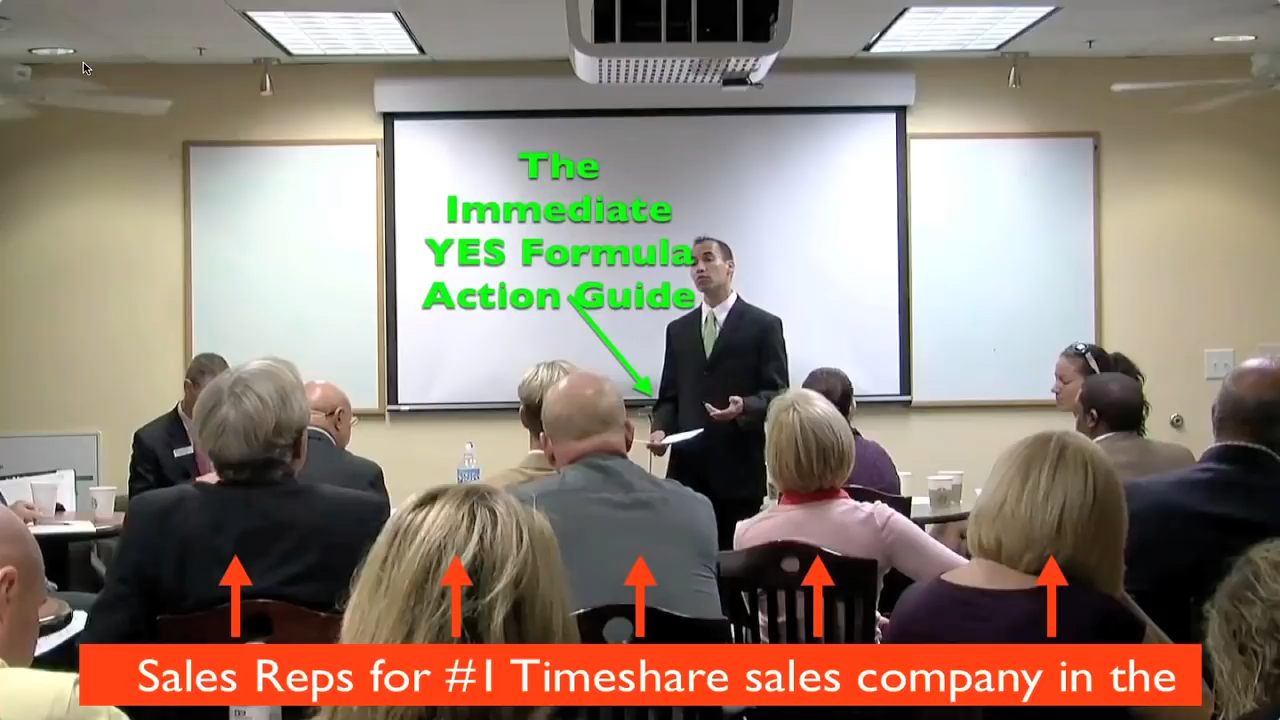 The
Immediate
YES Formula
Action Guide
Sales Reps for #1 Timeshare sales company in the